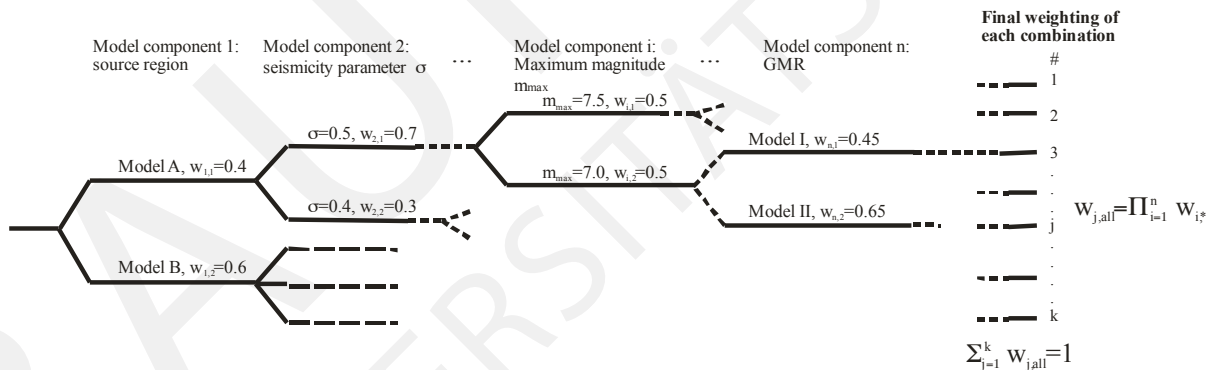 Final weighting of
each combination
Model component 1:
source region
Model component 2:
seismicity parameter σ
...
Model component i:
Maximum magnitude
mmax
...
Model component n:
GMR
#
1
2
3
.
.
.
j
.
.
.
k
mmax=7.5, wi,1=0.5
σ=0.5, w2,1=0.7
Model I, wn,1=0.45
Model A, w1,1=0.4
mmax=7.0, wi,2=0.5
σ=0.4, w2,2=0.3
Model II, wn,2=0.65
Model B, w1,2=0.6
wj,all=Πⁿi=1 wi,*
Σᵏj=1 wj,all=1
AU
ERSITÄTS